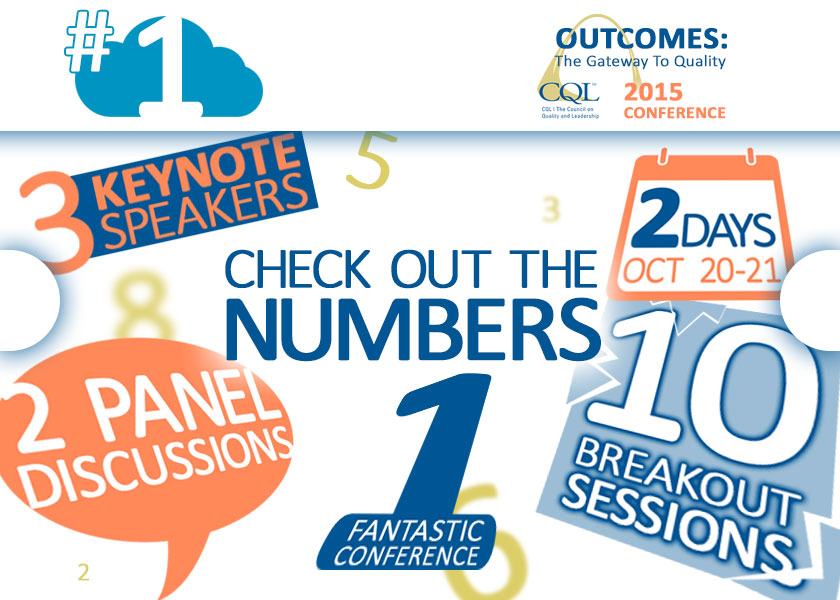 #1
OUTCOMES:
The Gateway To Quality
CQL™
CQL | The Council on
Quality and Leadership
2015
CONFERENCE
3 KEYNOTE
SPEAKERS
5
3
2 DAYS
OCT 20-21
CHECK OUT THE
NUMBERS
8
2 PANEL
DISCUSSIONS
10
BREAKOUT
SESSIONS
1
FANTASTIC
CONFERENCE
6
2